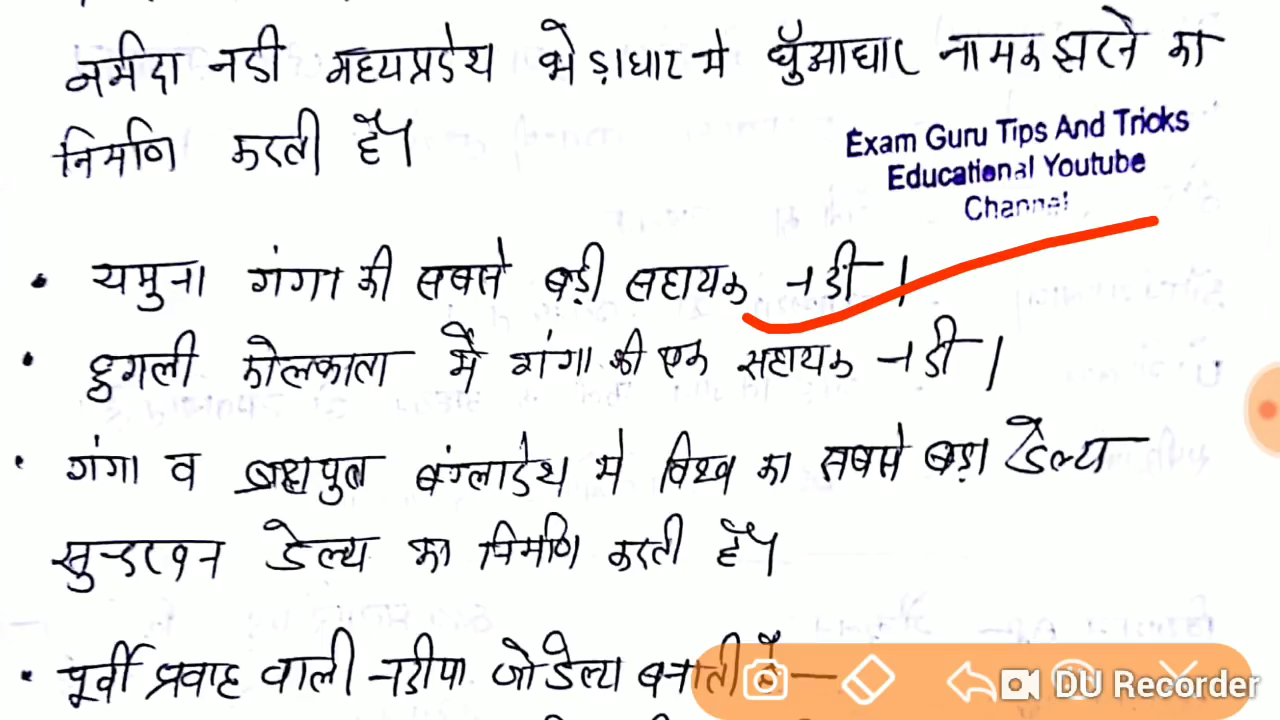 नर्मदा नदी मध्यप्रदेश भेड़ाघाट मे धुँआधार नामक झरने का
निर्माण करती है।
Exam Guru Tips And Tricks
Educational Youtube
Channel
• यमुना गंगा की सबसे बड़ी सहायक नदी।
• हुगली कोलकाता में गंगा की एक सहायक नदी।
• गंगा व ब्रह्मपुत्र बंग्लादेश मे विश्व का सबसे बड़ा डेल्टा
सुन्दरवन डेल्टा का निर्माण करती है।
• पूर्वी प्रवाह वाली नदीया जो डेल्टा बनाती है —
DU Recorder